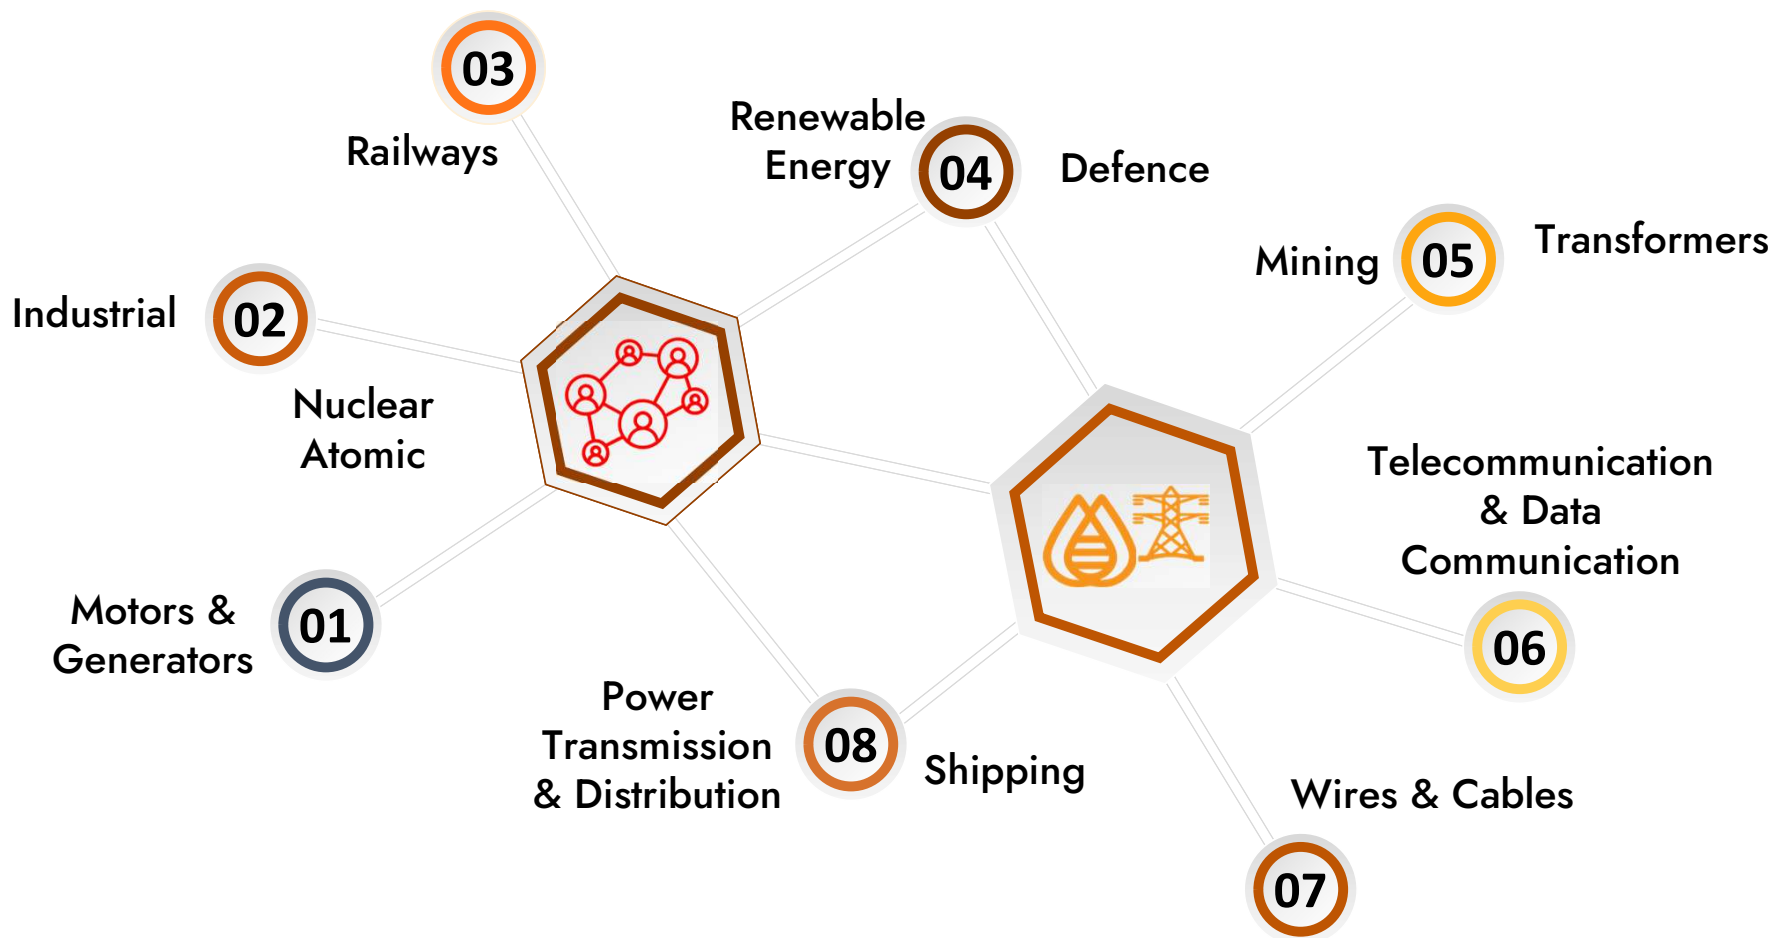 03
Railways
Renewable
Energy
04
Defence
Mining
05
Transformers
Industrial
02
Nuclear
Atomic
Telecommunication
& Data
Communication
06
Motors &
Generators
01
Power
Transmission
& Distribution
08
Shipping
Wires & Cables
07